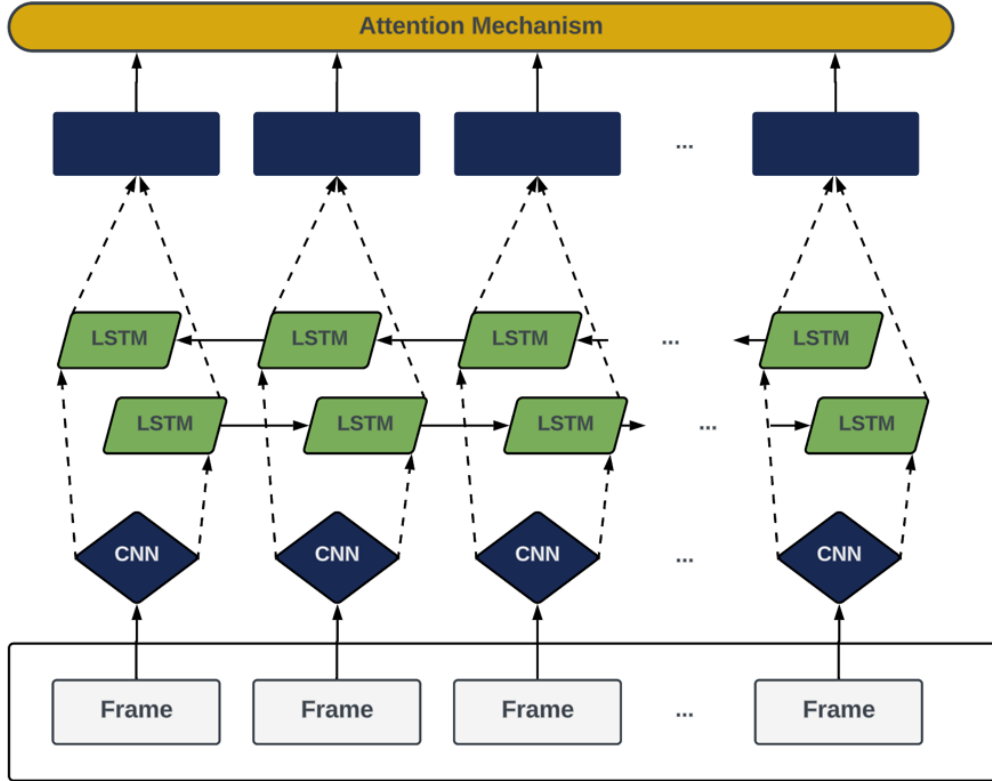 Attention Mechanism
...
LSTM LSTM LSTM ... LSTM
LSTM LSTM LSTM ... LSTM
CNN CNN CNN ... CNN
Frame Frame Frame ... Frame